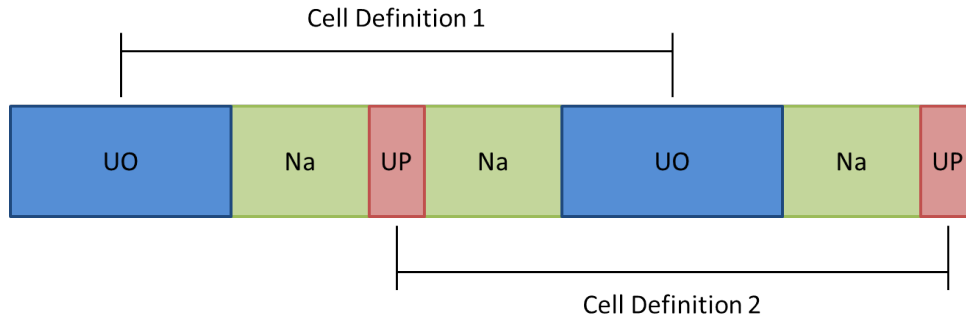 Cell Definition 1
UO Na UP Na UO Na UP
Cell Definition 2